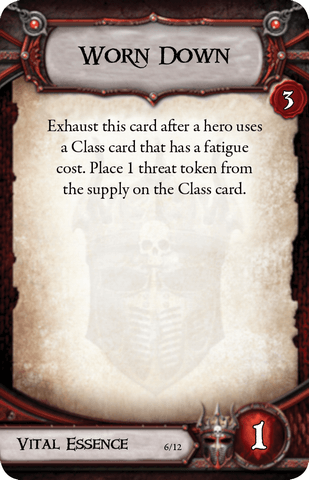 Worn Down
3
Exhaust this card after a hero uses
a Class card that has a fatigue
cost. Place 1 threat token from
the supply on the Class card.
Vital Essence
6/12
1